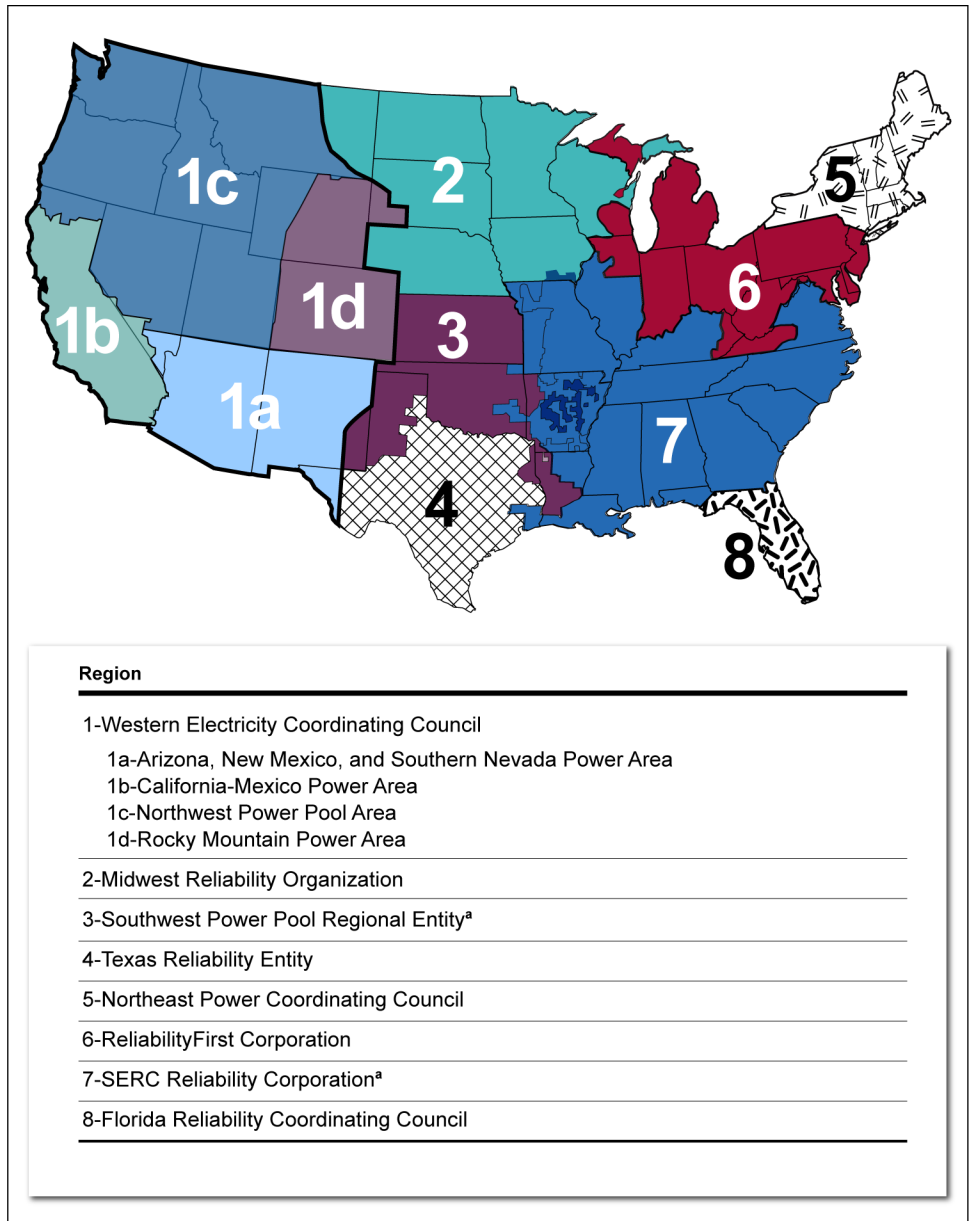 1c
2
5
6
1d
1b
3
1a
7
4
8
Region
1-Western Electricity Coordinating Council
1a-Arizona, New Mexico, and Southern Nevada Power Area
1b-California-Mexico Power Area
1c-Northwest Power Pool Area
1d-Rocky Mountain Power Area
2-Midwest Reliability Organization
3-Southwest Power Pool Regional Entityª
4-Texas Reliability Entity
5-Northeast Power Coordinating Council
6-ReliabilityFirst Corporation
7-SERC Reliability Corporationª
8-Florida Reliability Coordinating Council